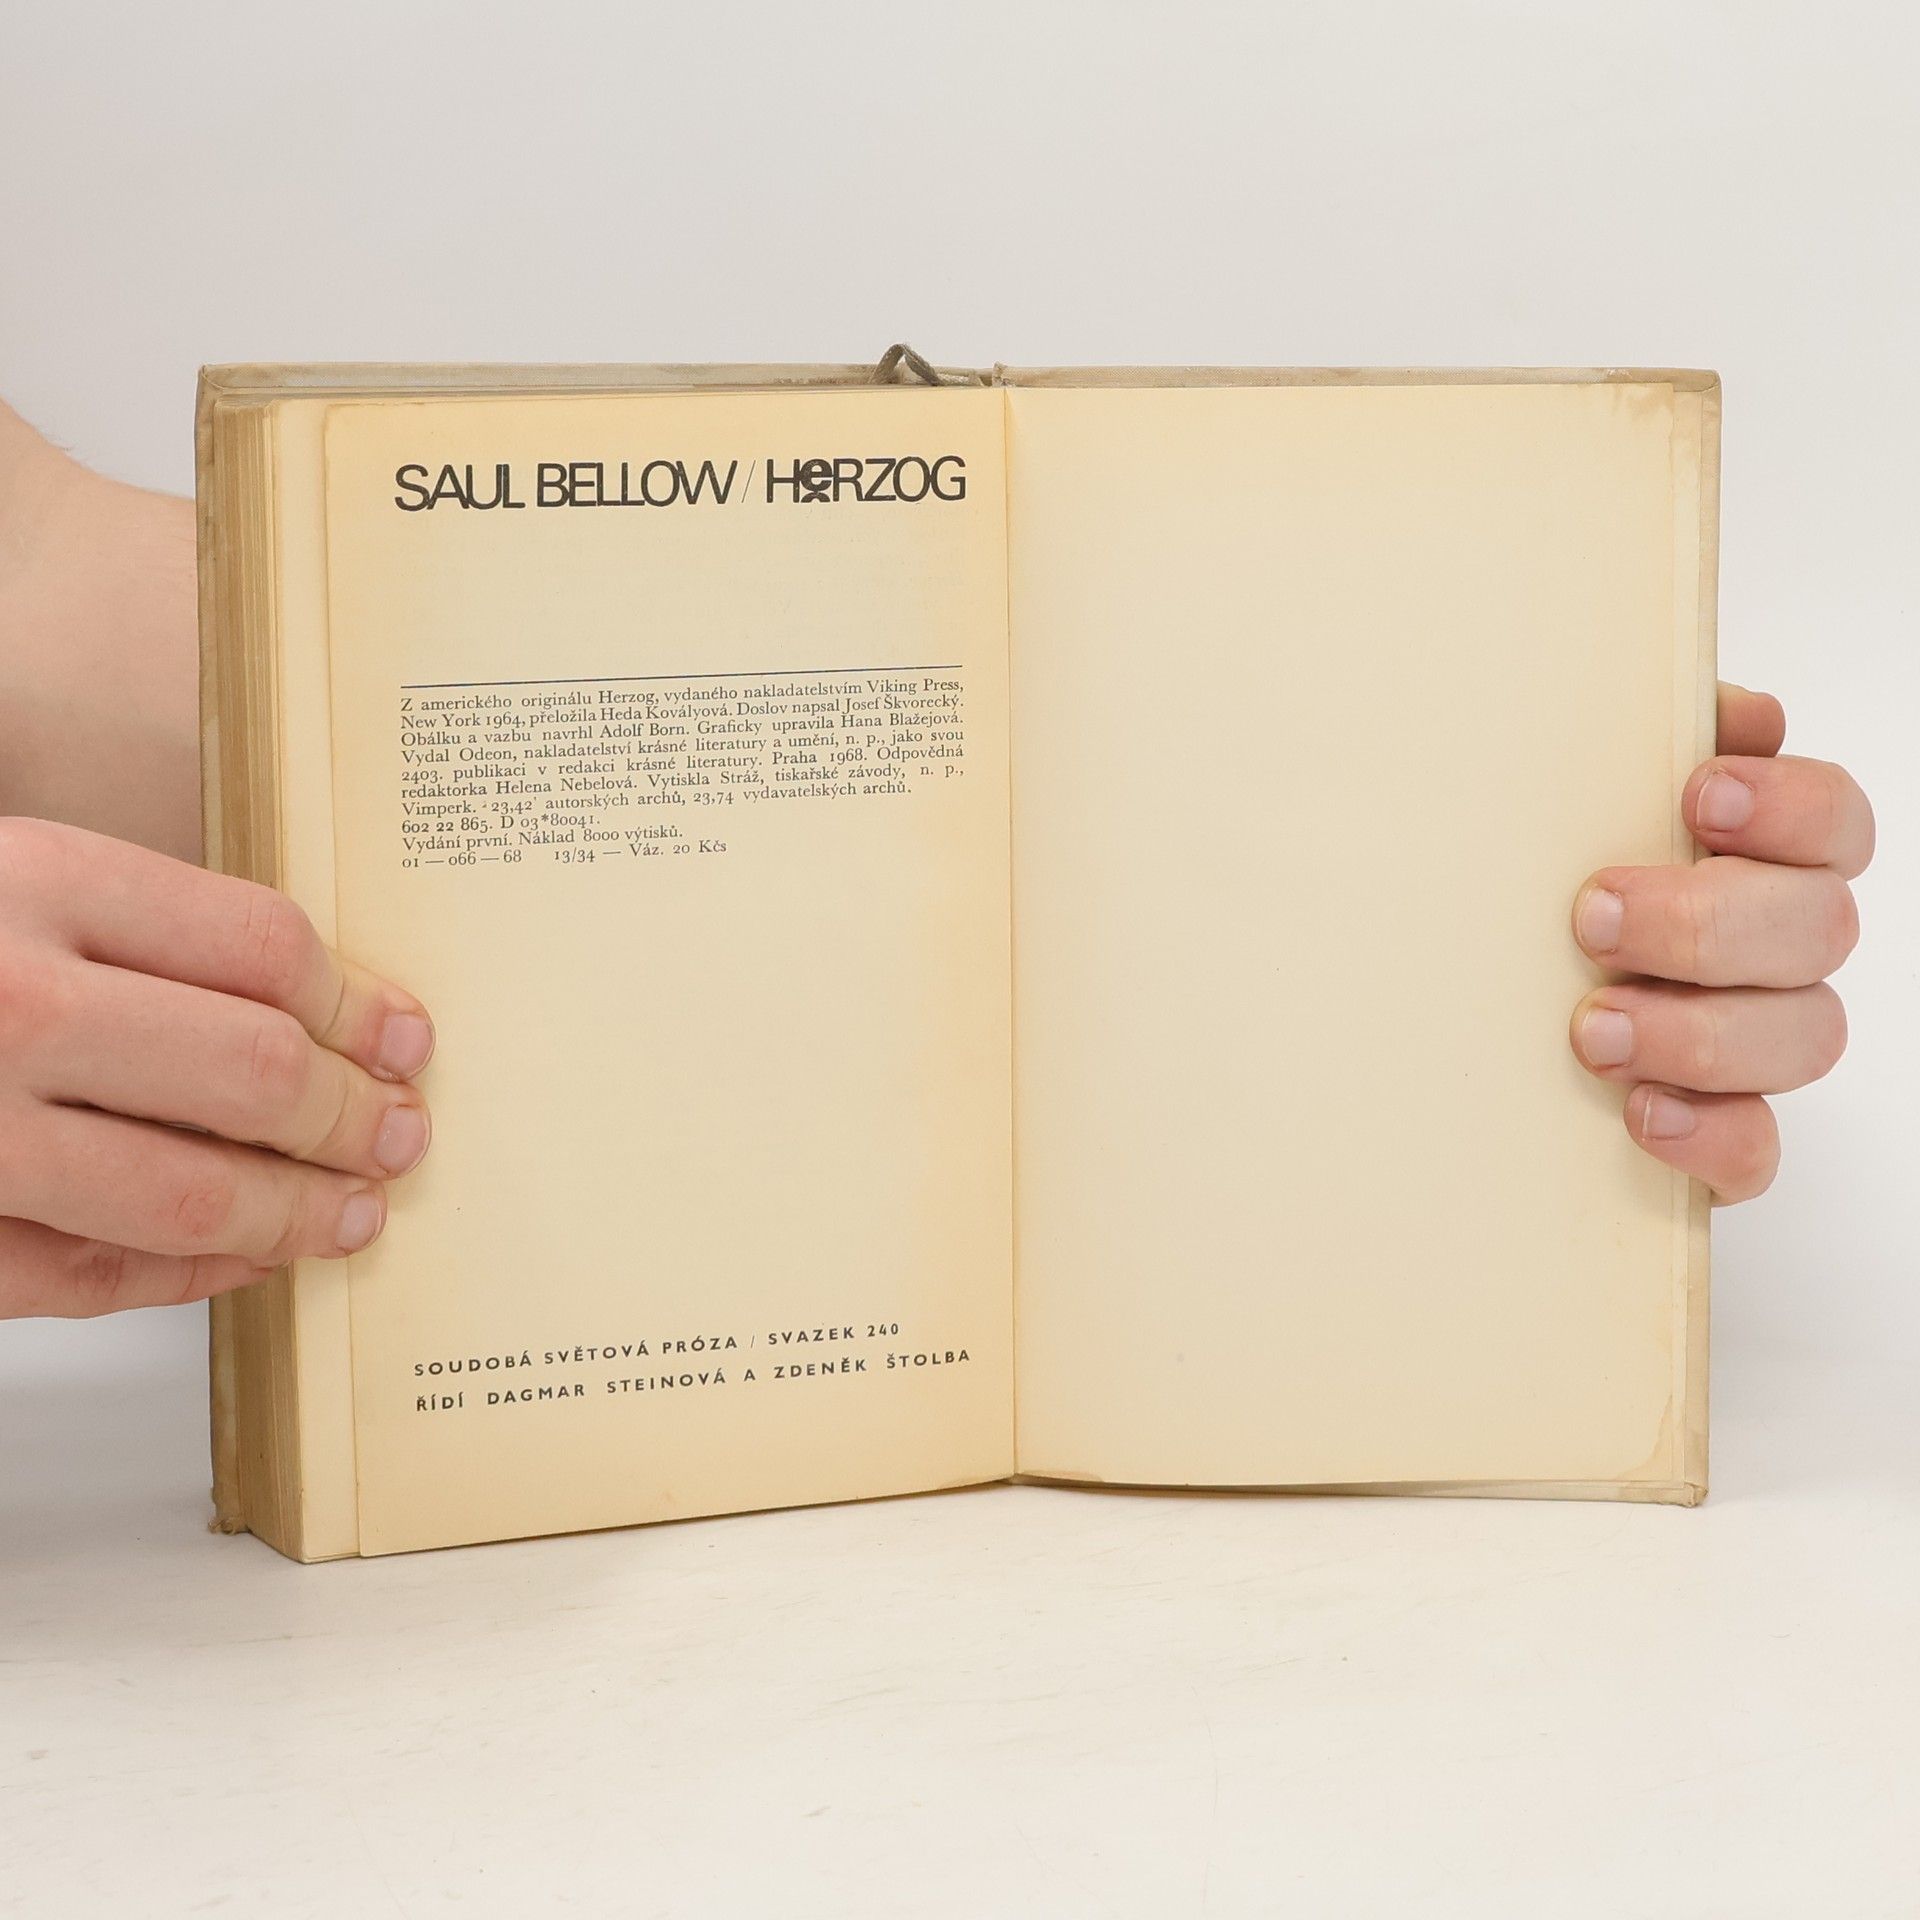 SAUL BELLOW / HeRZOG
Z amerického originálu Herzog, vydaného nakladatelstvím Viking Press,
New York 1964, přeložila Heda Kovályová. Doslov napsal Josef Škvorecký.
Obálku a vazbu navrhl Adolf Born. Graficky upravila Hana Blažejová.
Vydal Odeon, nakladatelství krásné literatury a umění, n. p., jako svou
2403. publikaci v redakci krásné literatury. Praha 1968. Odpovědná
redaktorka Helena Nebelová. Vytiskla Stráž, tiskařské závody, n. p.,
Vimperk. 23,42 autorských archů, 23,74 vydavatelských archů.
602 22 865. D 03*80041.
Vydání první. Náklad 8000 výtisků.
01 — 066 — 68 13/34 — Váz. 20 Kčs
SOUDOBÁ SVĚTOVÁ PRÓZA / SVAZEK 240
ŘÍDÍ DAGMAR STEINOVÁ A ZDENĚK ŠTOLBA